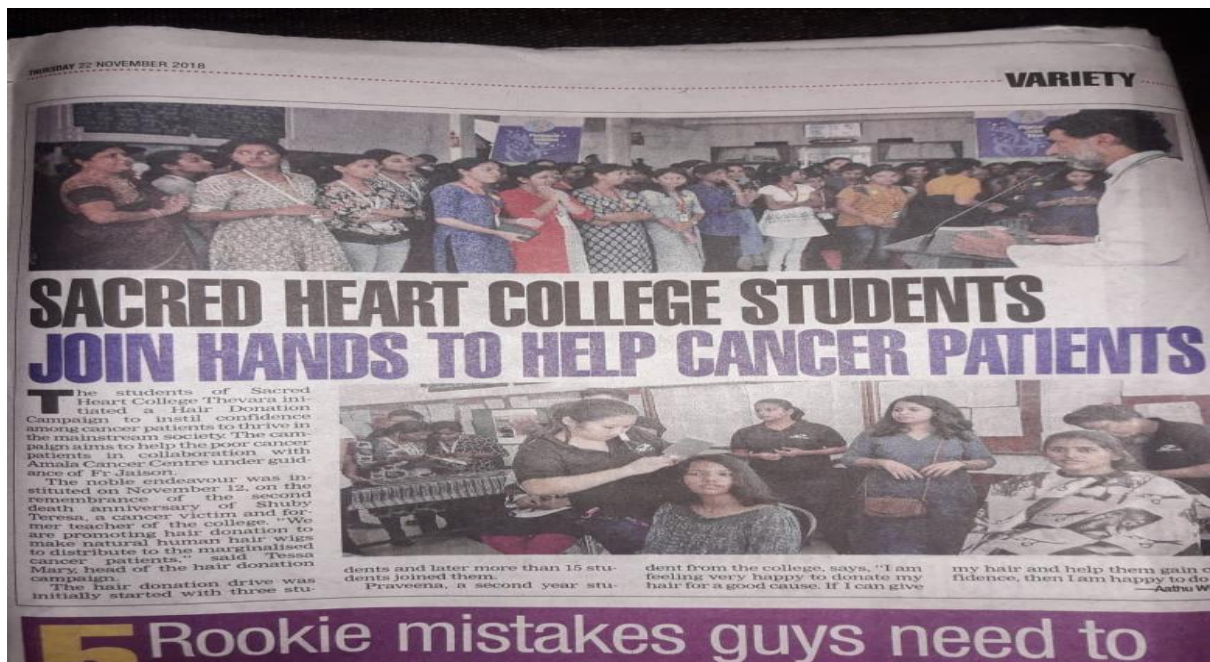 THURSDAY 22 NOVEMBER 2018
VARIETY
SACRED HEART COLLEGE STUDENTS
JOIN HANDS TO HELP CANCER PATIENTS
The students of Sacred
Heart College Thevara ini-
tiated a Hair Donation
Campaign to instil confidence
among cancer patients to thrive in
the mainstream society. The cam-
paign aims to help the poor cancer
patients in collaboration with
Amala Cancer Centre under guid-
ance of Fr Jaison.
The noble endeavour was in-
stituted on November 12, on the
remembrance of the second
death anniversary of Shuby
Teresa, a cancer victim and for-
mer teacher of the college. "We
are promoting hair donation to
make natural human hair wigs
to distribute to the marginalised
cancer patients," said Tessa
Mary, head of the hair donation
campaign.
The hair donation drive was
initially started with three stu-
dents and later more than 15 stu-
dents joined them.
Praveena, a second year stu-
dent from the college, says, "I am
feeling very happy to donate my
hair for a good cause. If I can give
my hair and help them gain c
fidence, then I am happy to do
—Aathu W
5 Rookie mistakes guys need to